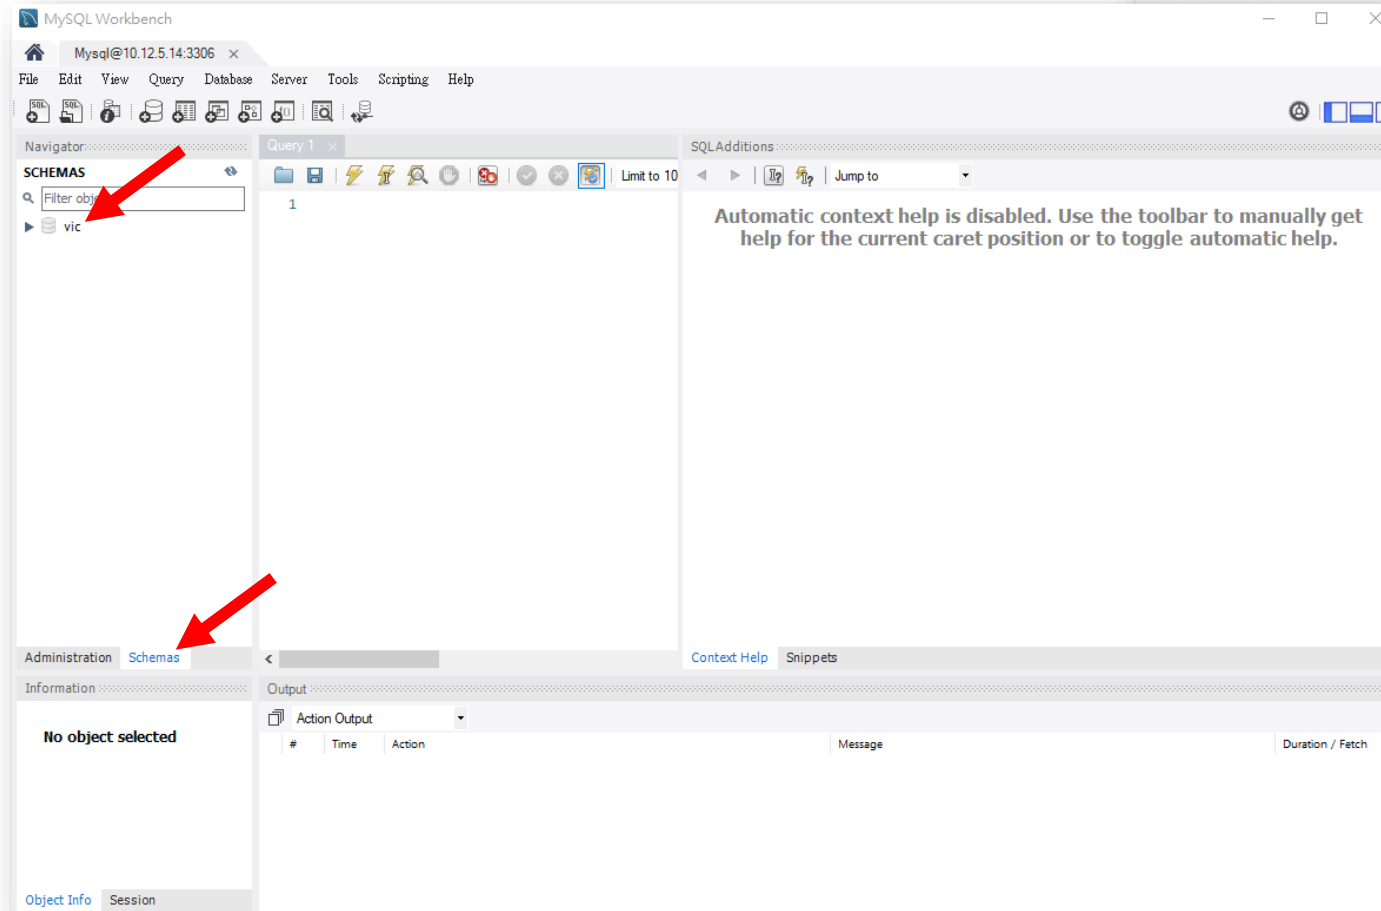 MySQL Workbench
Mysql@10.12.5.14:3306
File Edit View Query Database Server Tools Scripting Help
Navigator
SCHEMAS
vic
Administration Schemas
Information
No object selected
Object Info Session
Query 1
Limit to 10
1
SQLAdditions
Jump to
Automatic context help is disabled. Use the toolbar to manually get
help for the current caret position or to toggle automatic help.
Context Help Snippets
Output
Action Output
# Time Action Message Duration / Fetch